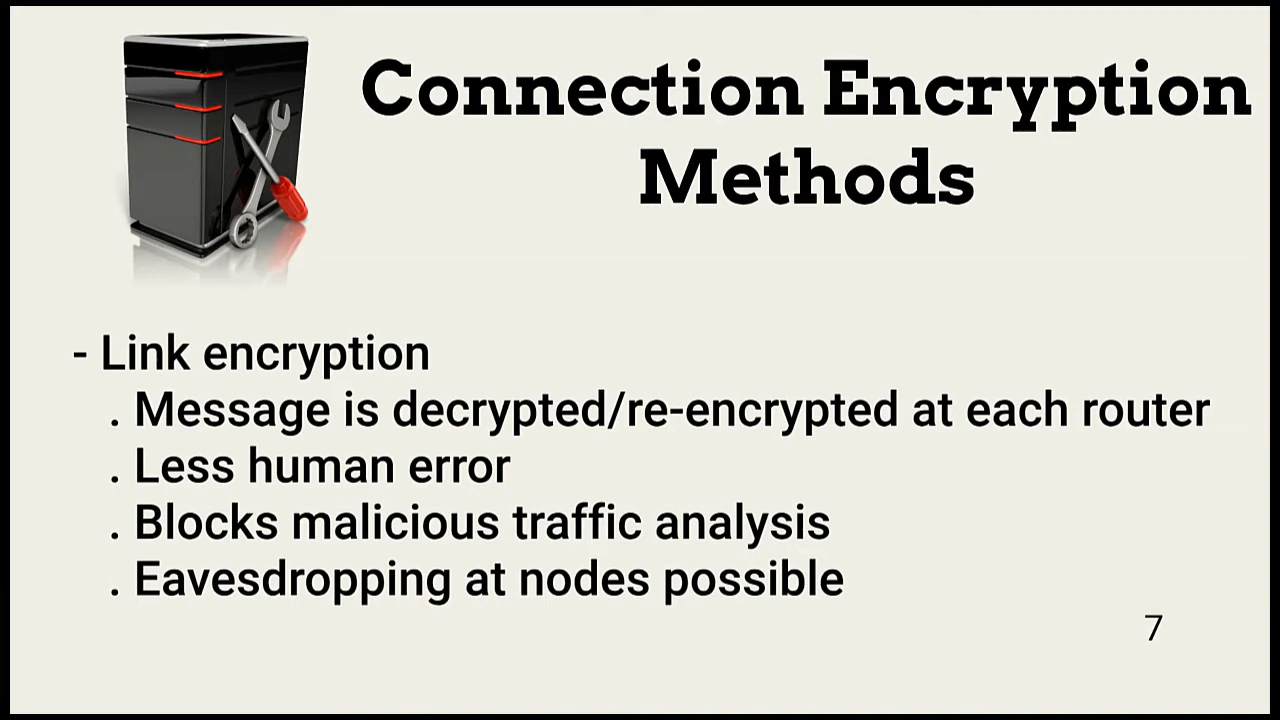 Connection Encryption
Methods
- Link encryption
. Message is decrypted/re-encrypted at each router
. Less human error
. Blocks malicious traffic analysis
. Eavesdropping at nodes possible
7